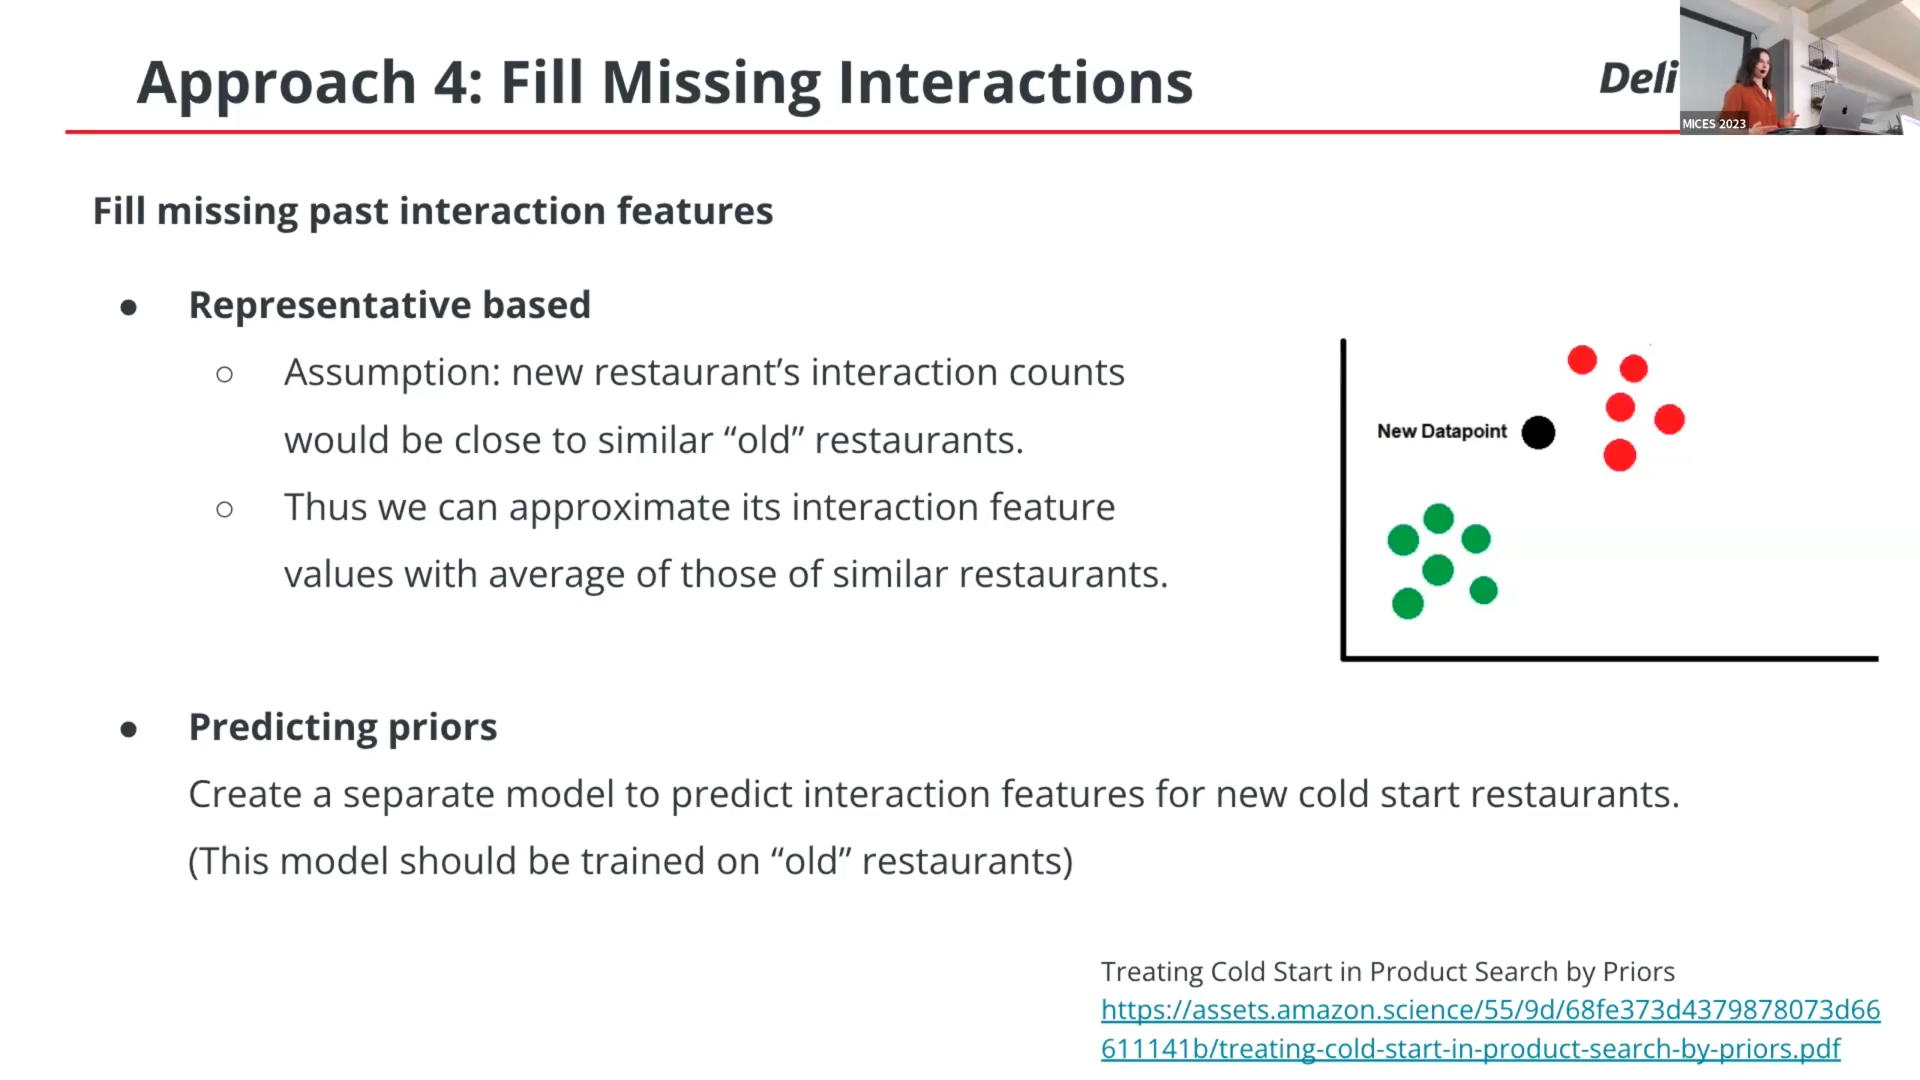 Approach 4: Fill Missing Interactions
Deli
MICES 2023
Fill missing past interaction features
● Representative based
○ Assumption: new restaurant’s interaction counts
would be close to similar “old” restaurants.
○ Thus we can approximate its interaction feature
values with average of those of similar restaurants.
New Datapoint
● Predicting priors
Create a separate model to predict interaction features for new cold start restaurants.
(This model should be trained on “old” restaurants)
Treating Cold Start in Product Search by Priors
https://assets.amazon.science/55/9d/68fe373d4379878073d66
611141b/treating-cold-start-in-product-search-by-priors.pdf